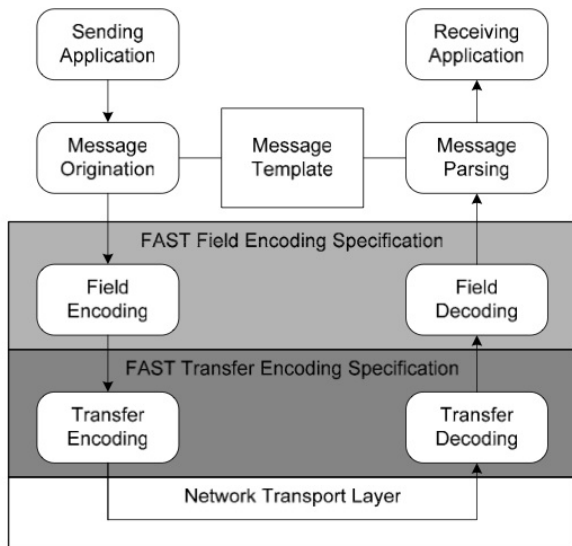 Sending
Application
Receiving
Application
Message
Origination
Message
Template
Message
Parsing
FAST Field Encoding Specification
Field
Encoding
Field
Decoding
FAST Transfer Encoding Specification
Transfer
Encoding
Transfer
Decoding
Network Transport Layer